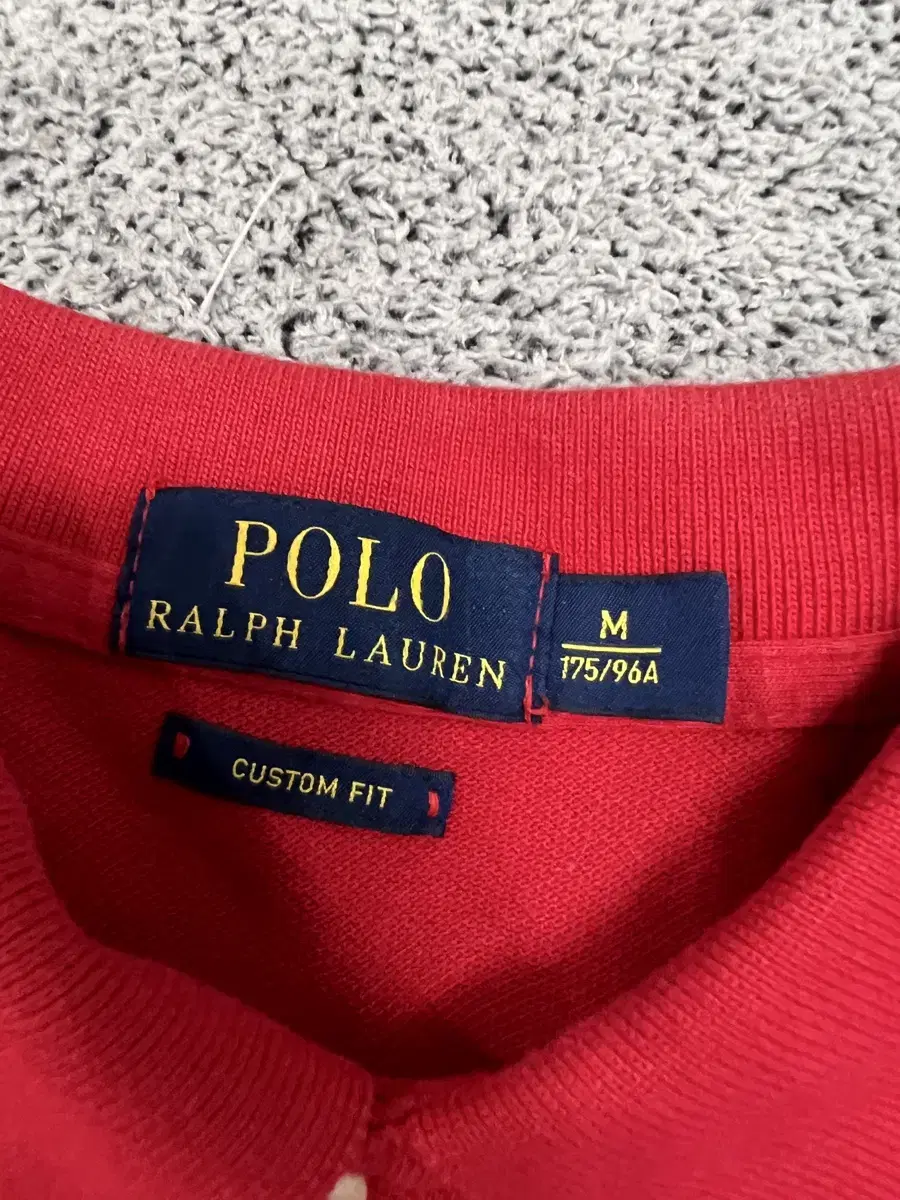 POLO
RALPH LAUREN
M
175/96A
CUSTOM FIT